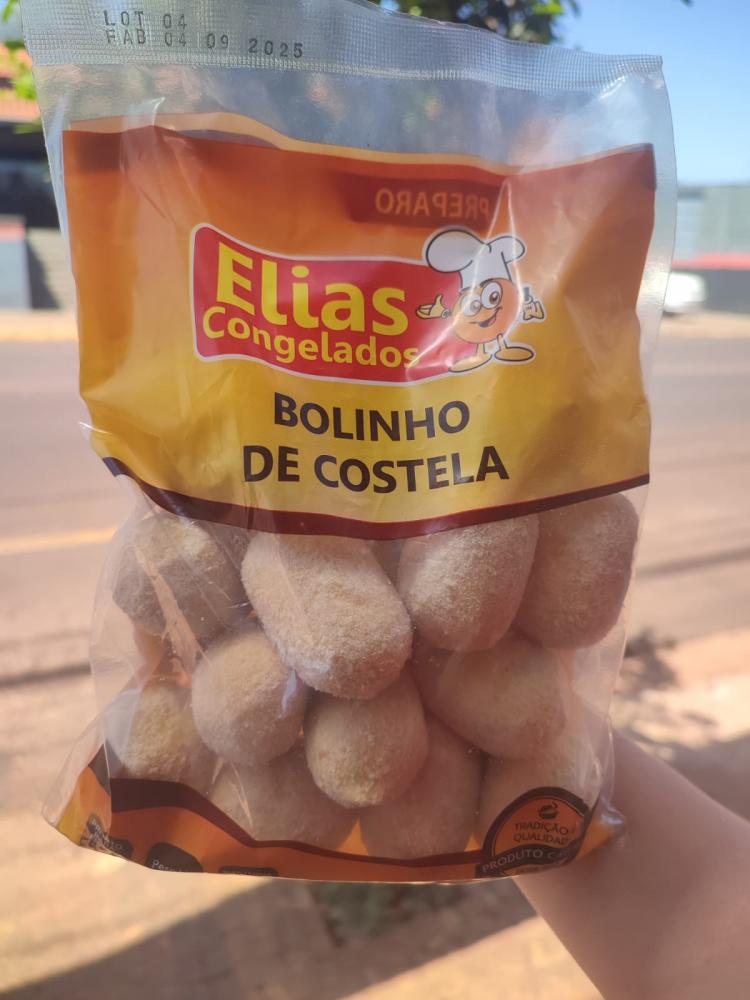 LOT 04
FAB 04 09 2025
PREPARO
Elias
Congelados
BOLINHO
DE COSTELA
TRADIÇÃO
QUALIDADE
PRODUTO